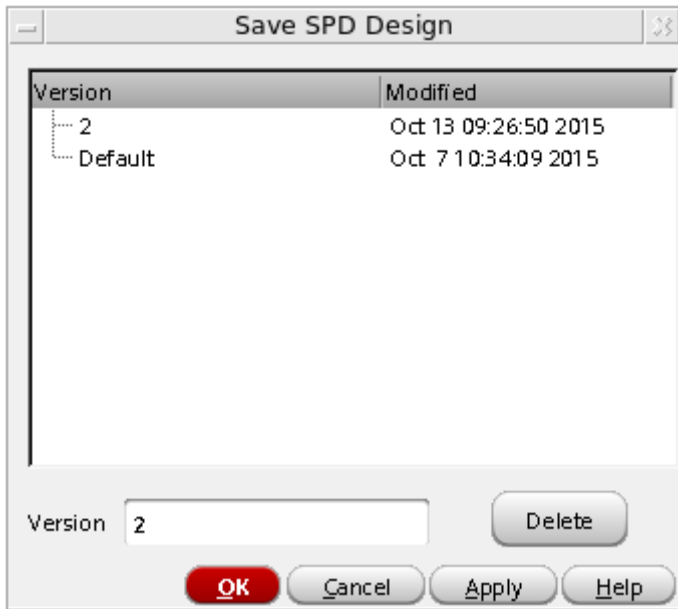 Save SPD Design
Version Modified
2 Oct 13 09:26:50 2015
Default Oct 7 10:34:09 2015
Version 2 Delete
OK Cancel Apply Help